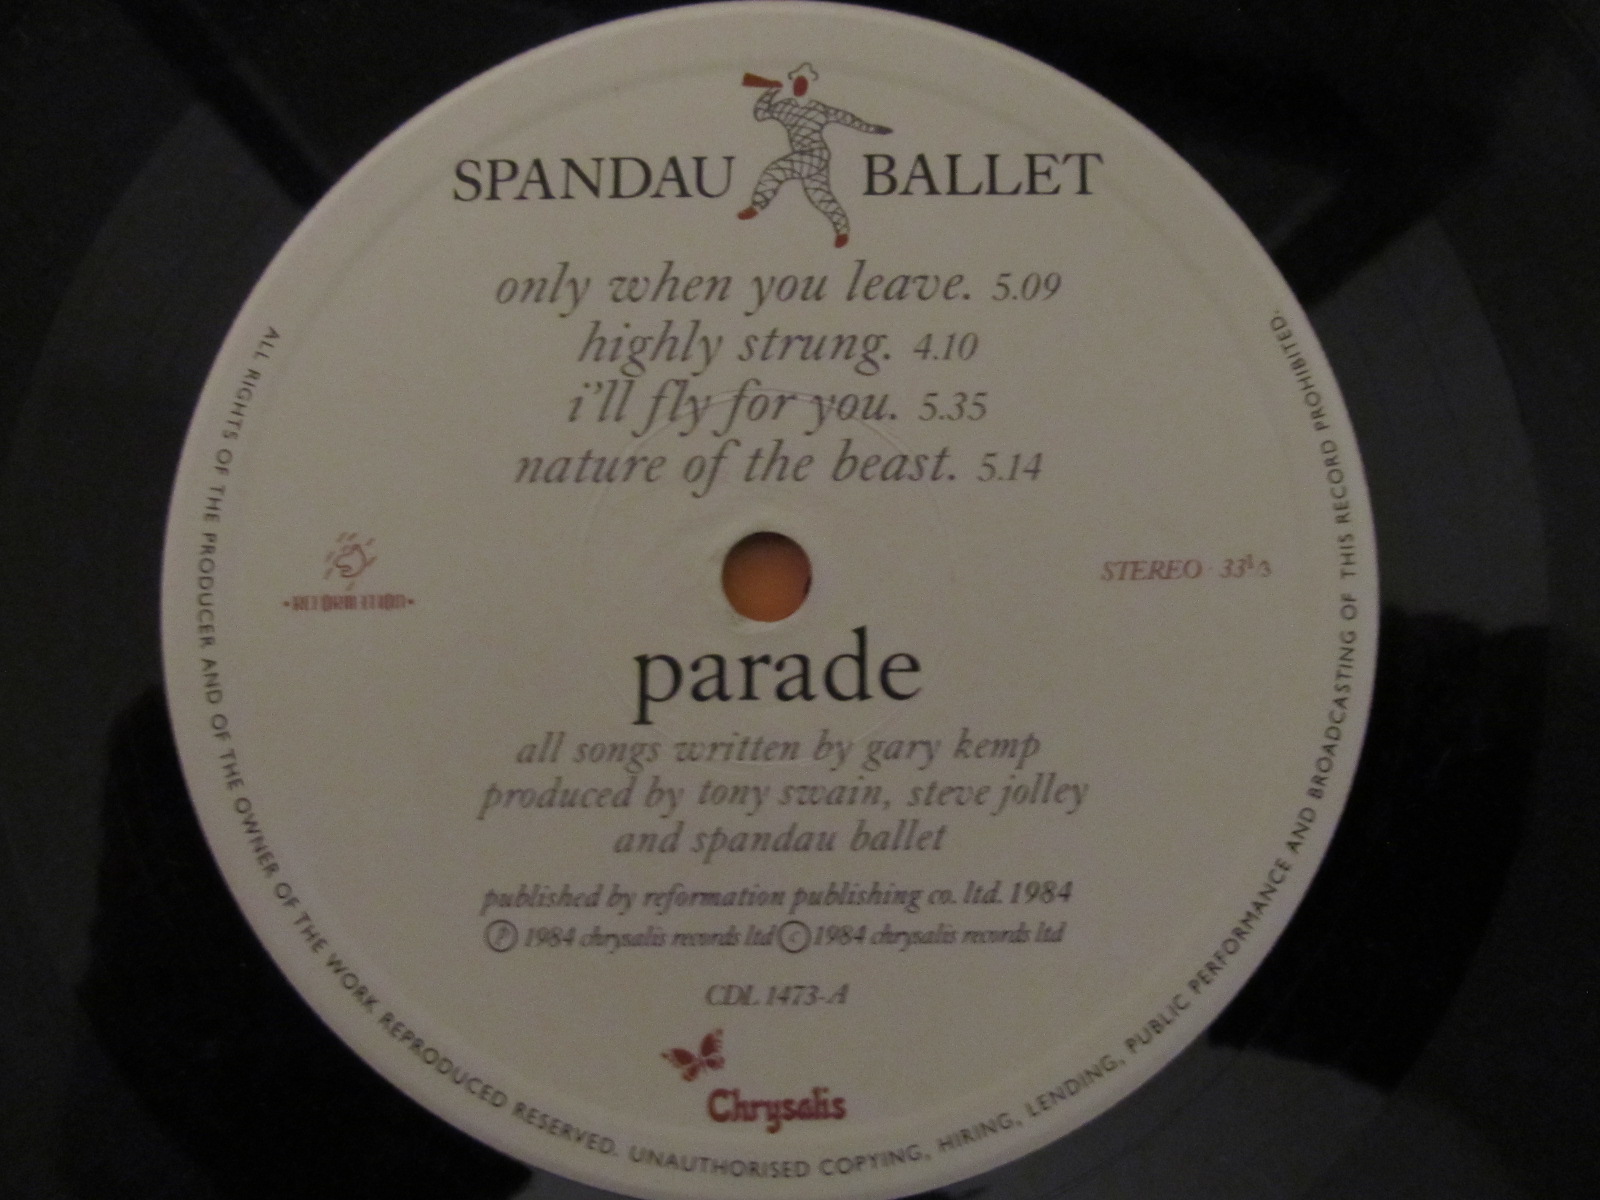 SPANDAU BALLET
only when you leave. 5.09
highly strung. 4.10
i'll fly for you. 5.35
nature of the beast. 5.14
REFORMATION
STEREO · 33⅓
parade
all songs written by gary kemp
produced by tony swain, steve jolley
and spandau ballet
published by reformation publishing co. ltd. 1984
Ⓟ 1984 chrysalis records ltd © 1984 chrysalis records ltd
CDL 1473-A
Chrysalis
ALL RIGHTS OF THE PRODUCER AND OF THE OWNER OF THE WORK REPRODUCED RESERVED. UNAUTHORISED COPYING, HIRING, LENDING, PUBLIC PERFORMANCE AND BROADCASTING OF THIS RECORD PROHIBITED.